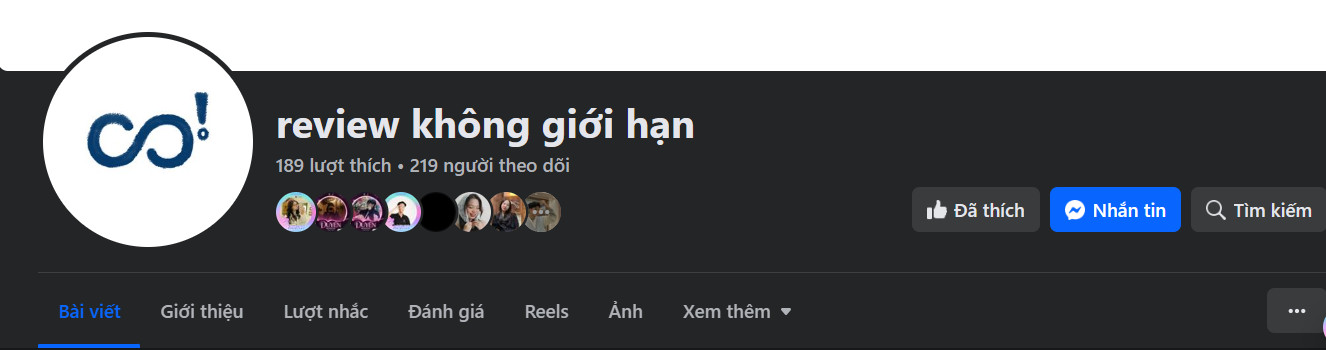 review không giới hạn
189 lượt thích • 219 người theo dõi
Đã thích
Nhắn tin
Tìm kiếm
Bài viết
Giới thiệu
Lượt nhắc
Đánh giá
Reels
Ảnh
Xem thêm